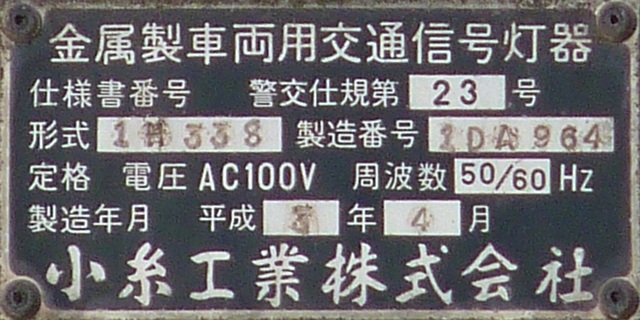 金属製車両用交通信号灯器
仕様書番号 警交仕規第 23 号
形式 1H338 製造番号 1DA964
定格 電圧 AC100V 周波数 50/60 Hz
製造年月 平成 年 4 月
小糸工業株式会社